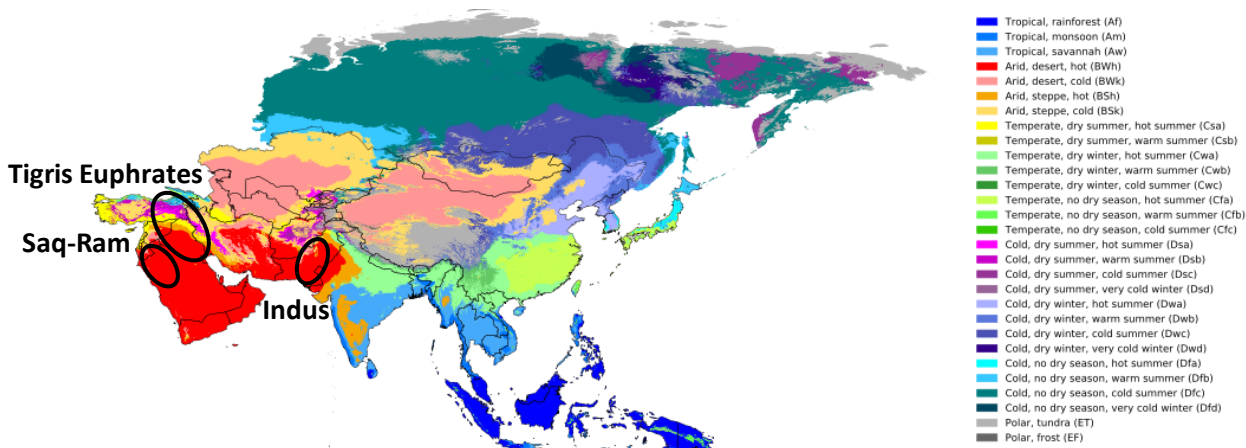 Tigris Euphrates
Saq-Ram
Indus
Tropical, rainforest (Af)
Tropical, monsoon (Am)
Tropical, savannah (Aw)
Arid, desert, hot (BWh)
Arid, desert, cold (BWk)
Arid, steppe, hot (BSh)
Arid, steppe, cold (BSk)
Temperate, dry summer, hot summer (Csa)
Temperate, dry summer, warm summer (Csb)
Temperate, dry winter, hot summer (Cwa)
Temperate, dry winter, warm summer (Cwb)
Temperate, dry winter, cold summer (Cwc)
Temperate, no dry season, hot summer (Cfa)
Temperate, no dry season, warm summer (Cfb)
Temperate, no dry season, cold summer (Cfc)
Cold, dry summer, hot summer (Dsa)
Cold, dry summer, warm summer (Dsb)
Cold, dry summer, cold summer (Dsc)
Cold, dry summer, very cold winter (Dsd)
Cold, dry winter, hot summer (Dwa)
Cold, dry winter, warm summer (Dwb)
Cold, dry winter, cold summer (Dwc)
Cold, dry winter, very cold winter (Dwd)
Cold, no dry season, hot summer (Dfa)
Cold, no dry season, warm summer (Dfb)
Cold, no dry season, cold summer (Dfc)
Cold, no dry season, very cold winter (Dfd)
Polar, tundra (ET)
Polar, frost (EF)